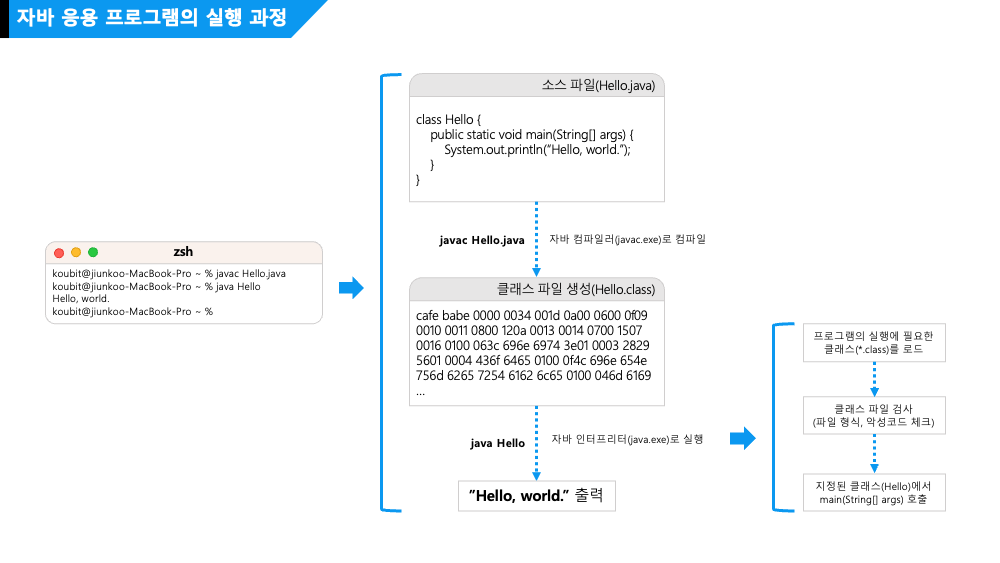 자바 응용 프로그램의 실행 과정
zsh
koubit@jiunkoo-MacBook-Pro ~ % javac Hello.java
koubit@jiunkoo-MacBook-Pro ~ % java Hello
Hello, world.
koubit@jiunkoo-MacBook-Pro ~ %
소스 파일(Hello.java)
class Hello {
public static void main(String[] args) {
System.out.println(”Hello, world.”);
}
}
javac Hello.java
자바 컴파일러(javac.exe)로 컴파일
클래스 파일 생성(Hello.class)
cafe babe 0000 0034 001d 0a00 0600 0f09
0010 0011 0800 120a 0013 0014 0700 1507
0016 0100 063c 696e 6974 3e01 0003 2829
5601 0004 436f 6465 0100 0f4c 696e 654e
756d 6265 7254 6162 6c65 0100 046d 6169
...
java Hello
자바 인터프리터(java.exe)로 실행
”Hello, world.” 출력
프로그램의 실행에 필요한
클래스(*.class)를 로드
클래스 파일 검사
(파일 형식, 악성코드 체크)
지정된 클래스(Hello)에서
main(String[] args) 호출